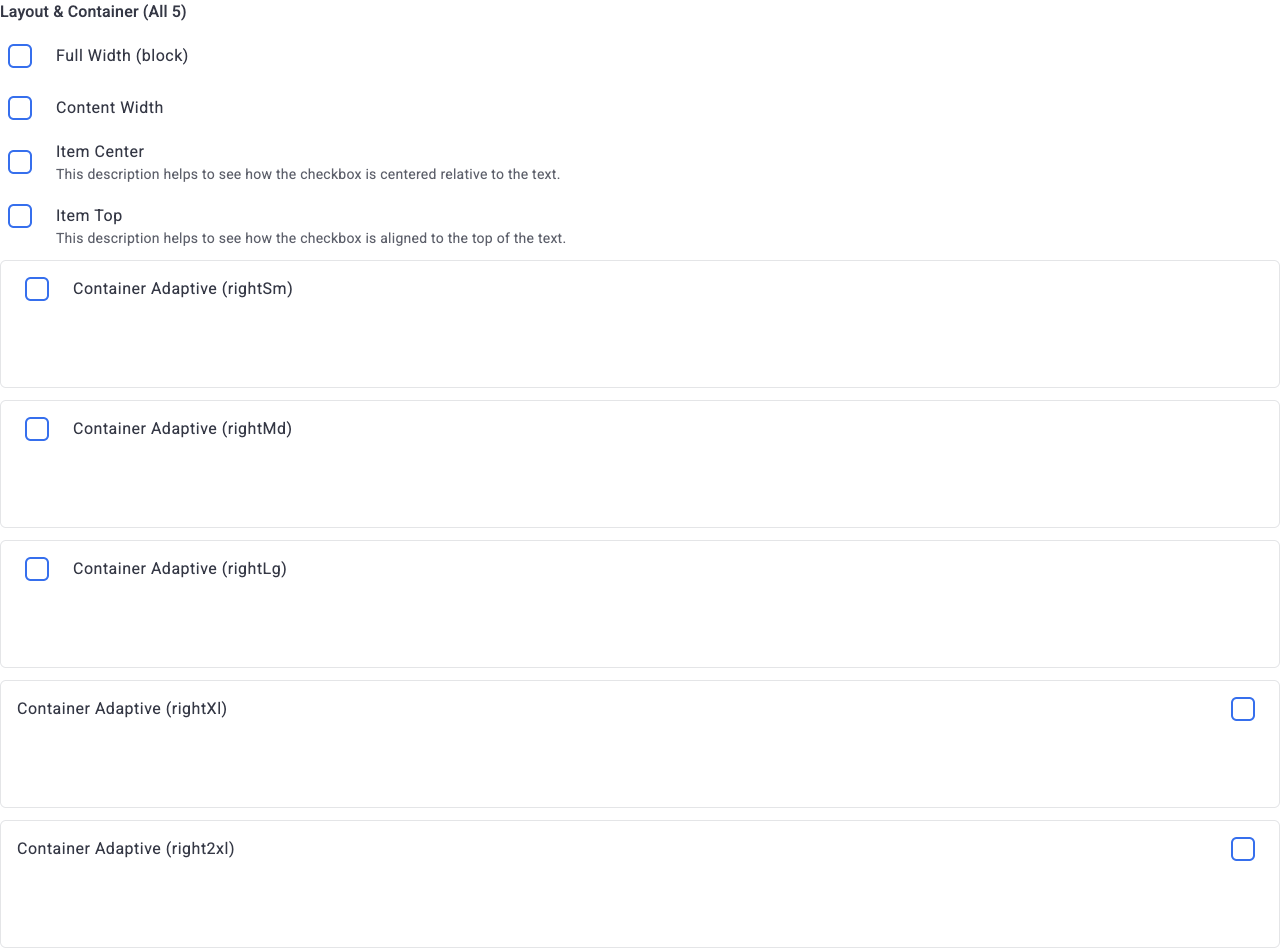 Layout & Container (All 5)
Full Width (block)
Content Width
Item Center
This description helps to see how the checkbox is centered relative to the text.
Item Top
This description helps to see how the checkbox is aligned to the top of the text.
Container Adaptive (rightSm)
Container Adaptive (rightMd)
Container Adaptive (rightLg)
Container Adaptive (rightXl)
Container Adaptive (right2xl)